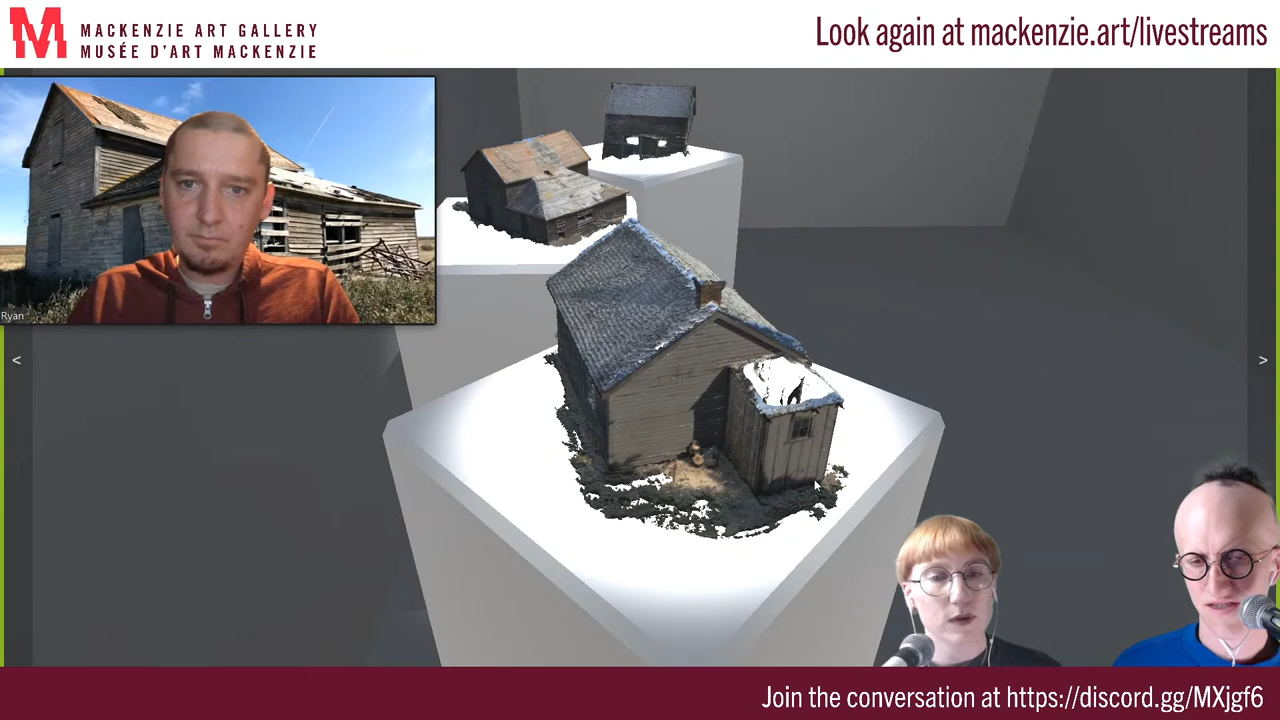 MACKENZIE ART GALLERY
MUSÉE D'ART MACKENZIE
Look again at mackenzie.art/livestreams
Ryan
<
>
Join the conversation at https://discord.gg/MXjgf6